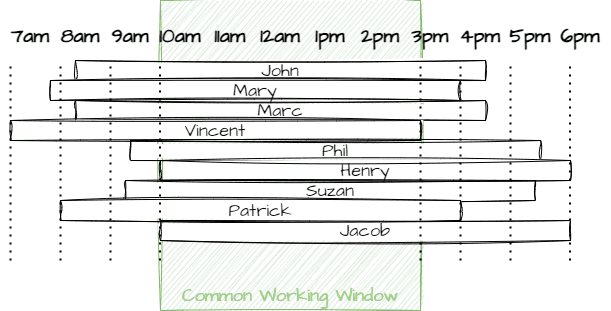 7am 8am 9am 10am 11am 12am 1pm 2pm 3pm 4pm 5pm 6pm
John
Mary
Marc
Vincent
Phil
Henry
Suzan
Patrick
Jacob
Common Working Window